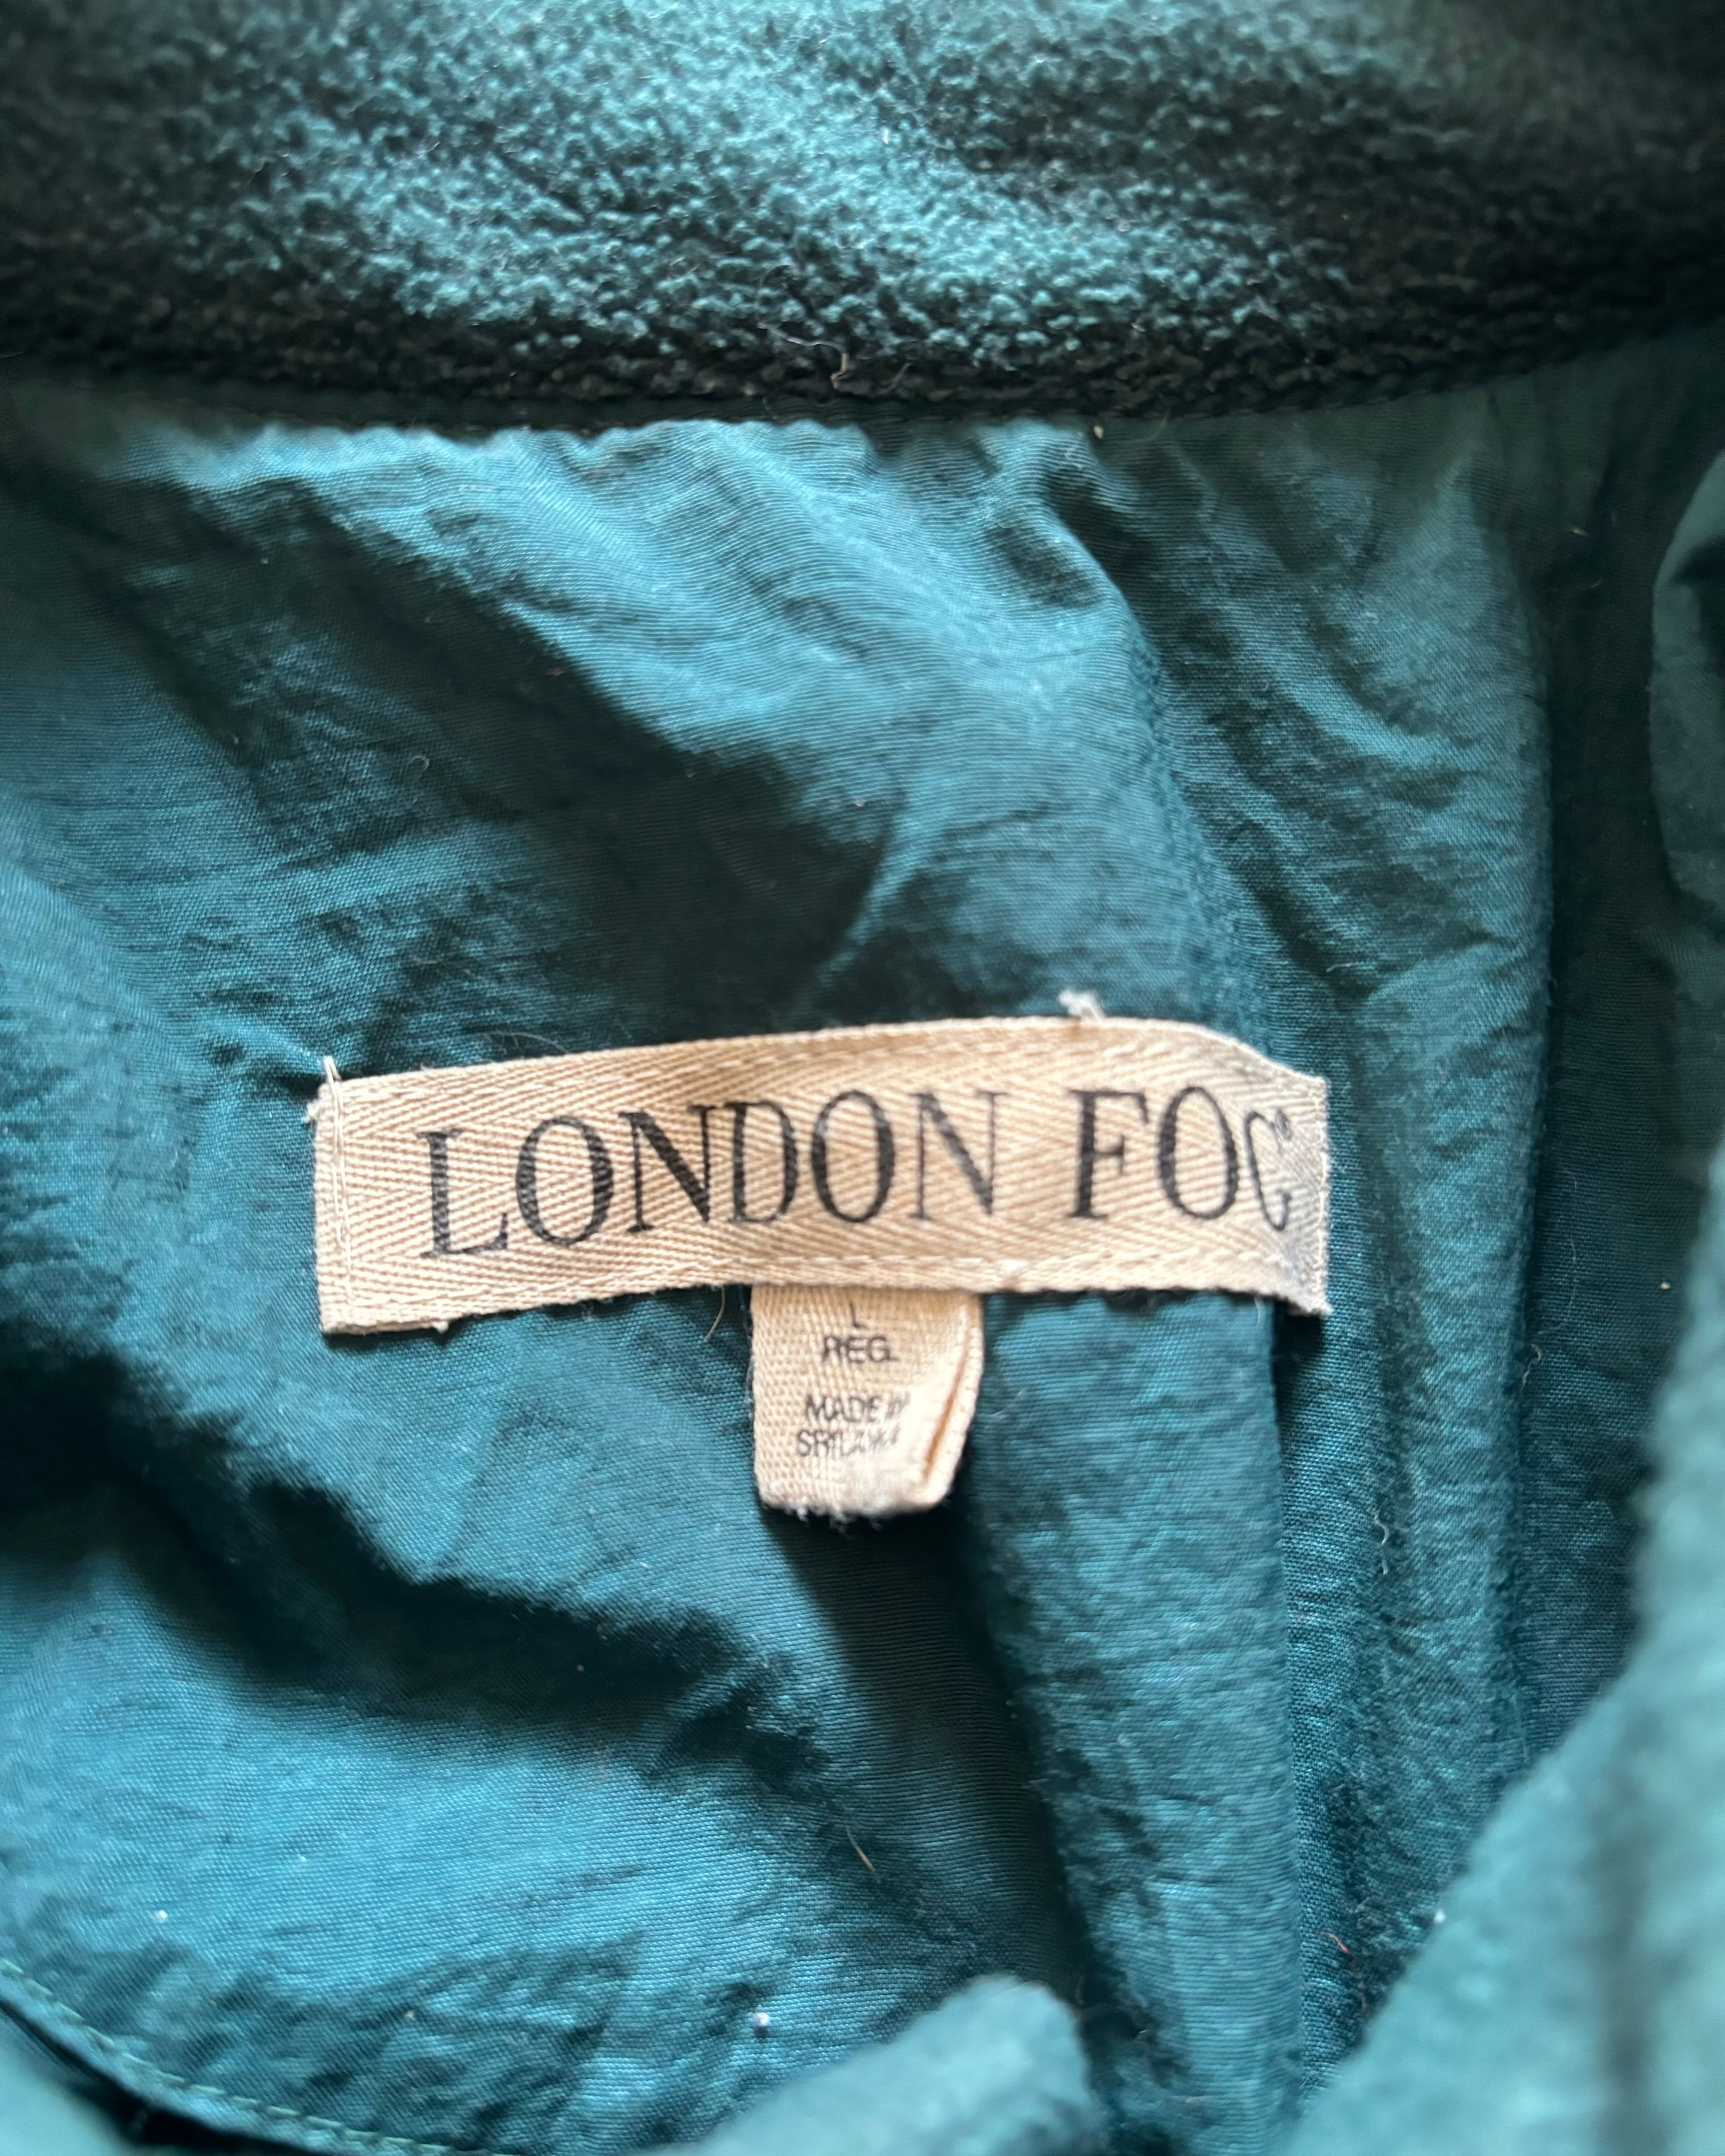 LONDON FOG®
L
REG.
MADE IN
SRI LANKA